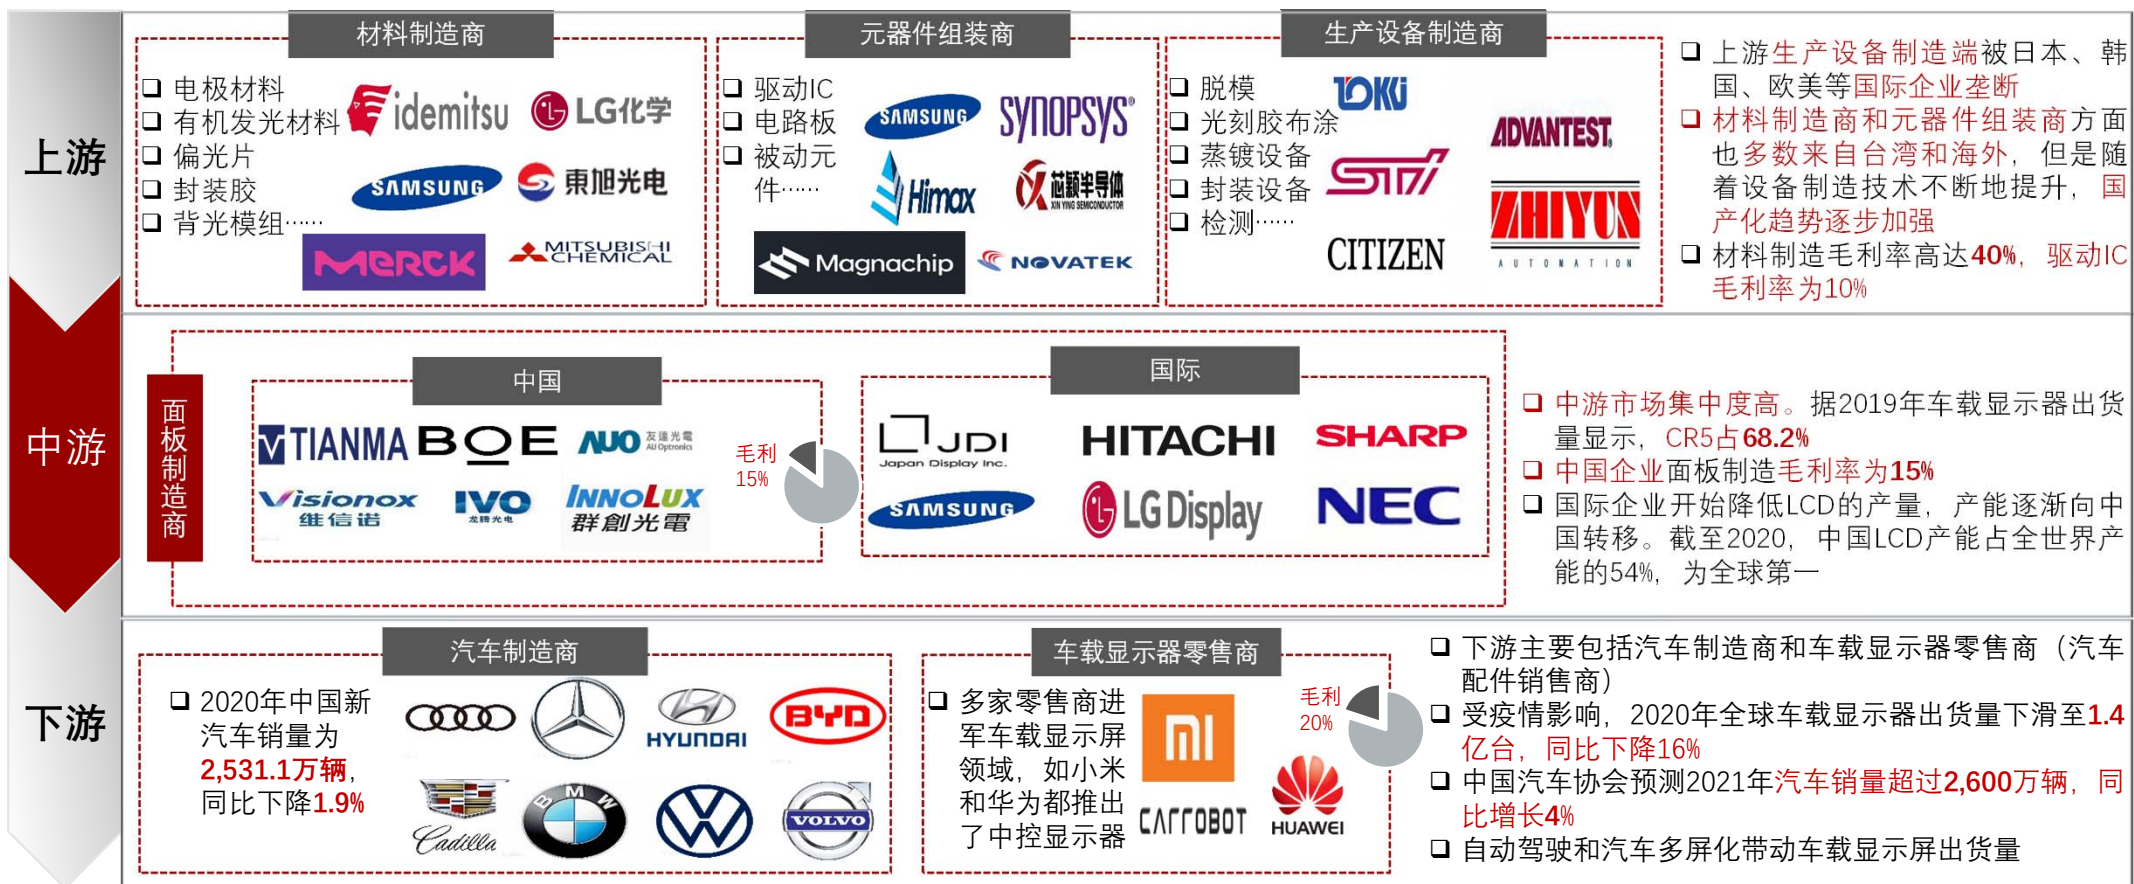 上游
材料制造商
电极材料
有机发光材料
偏光片
封装胶
背光模组……
idemitsu
LG化学
SAMSUNG
東旭光电
MERCK
MITSUBISHI
CHEMICAL
元器件组装商
驱动IC
电路板
被动元
件……
SAMSUNG
SYNOPSYS®
Himax
芯颖半导体
XIN YING SEMICONDUCTOR
Magnachip
NOVATEK
生产设备制造商
脱模
光刻胶布涂
蒸镀设备
封装设备
检测……
TOKKI
ADVANTEST.
STI
CITIZEN
ZHIYUN
AUTOMATION
上游生产设备制造端被日本、韩
国、欧美等国际企业垄断
材料制造商和元器件组装商方面
也多数来自台湾和海外，但是随
着设备制造技术不断地提升，国
产化趋势逐步加强
材料制造毛利率高达40%，驱动IC
毛利率为10%
中游
面板制造商
中国
TIANMA
BOE
AUO 友達光電
AU Optronics
Visionox
维信诺
IVO
龙腾光电
INNOLUX
群創光電
毛利
15%
国际
JDI
Japan Display Inc.
HITACHI
SHARP
SAMSUNG
LG Display
NEC
中游市场集中度高。据2019年车载显示器出货
量显示，CR5占68.2%
中国企业面板制造毛利率为15%
国际企业开始降低LCD的产量，产能逐渐向中
国转移。截至2020，中国LCD产能占全世界产
能的54%，为全球第一
下游
汽车制造商
2020年中国新
汽车销量为
2,531.1万辆，
同比下降1.9%
HYUNDAI
BYD
Cadilla
BMW
VOLVO
车载显示器零售商
多家零售商进
军车载显示屏
领域，如小米
和华为都推出
了中控显示器
mi
CARROBOT
HUAWEI
毛利
20%
下游主要包括汽车制造商和车载显示器零售商（汽车
配件销售商）
受疫情影响，2020年全球车载显示器出货量下滑至1.4
亿台，同比下降16%
中国汽车协会预测2021年汽车销量超过2,600万辆，同
比增长4%
自动驾驶和汽车多屏化带动车载显示屏出货量